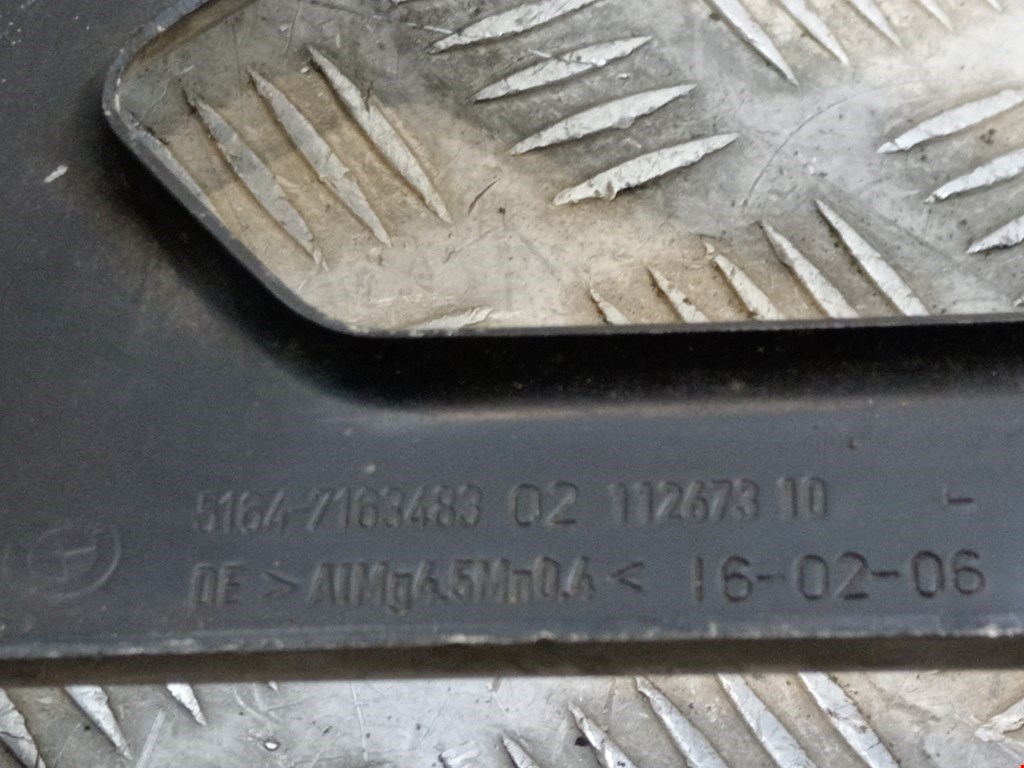 5164-7163483 02 112673 10 -
DE >AlMg4.5Mn0.4< 16-02-06